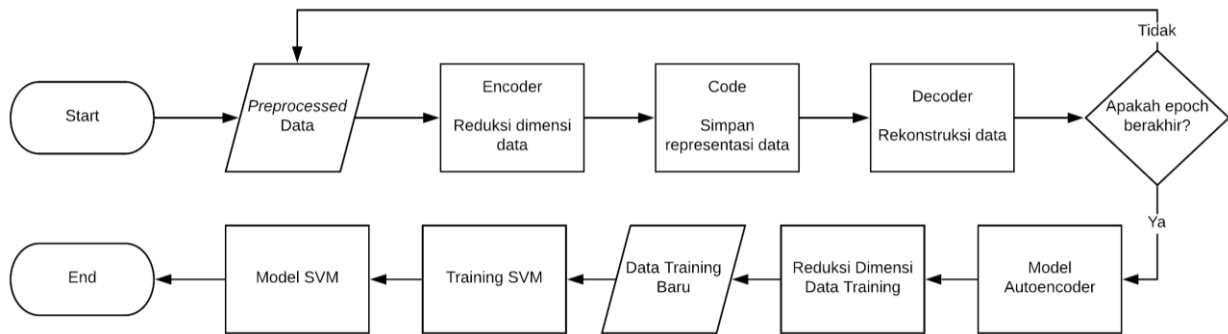 Tidak
Start
Preprocessed
Data
Encoder
Reduksi dimensi
data
Code
Simpan
representasi data
Decoder
Rekonstruksi data
Apakah epoch
berakhir?
Ya
End
Model SVM
Training SVM
Data Training
Baru
Reduksi Dimensi
Data Training
Model
Autoencoder